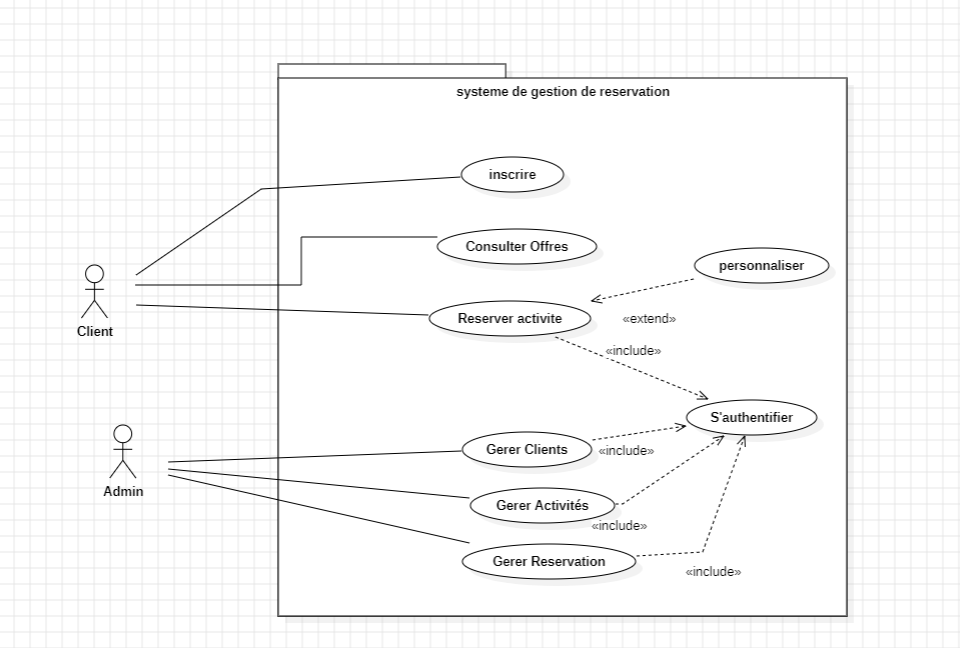 systeme de gestion de reservation
inscrire
Consulter Offres
personnaliser
Reserver activite
«extend»
Client
«include»
S'authentifier
Gerer Clients
«include»
Admin
Gerer Activités
«include»
Gerer Reservation
«include»